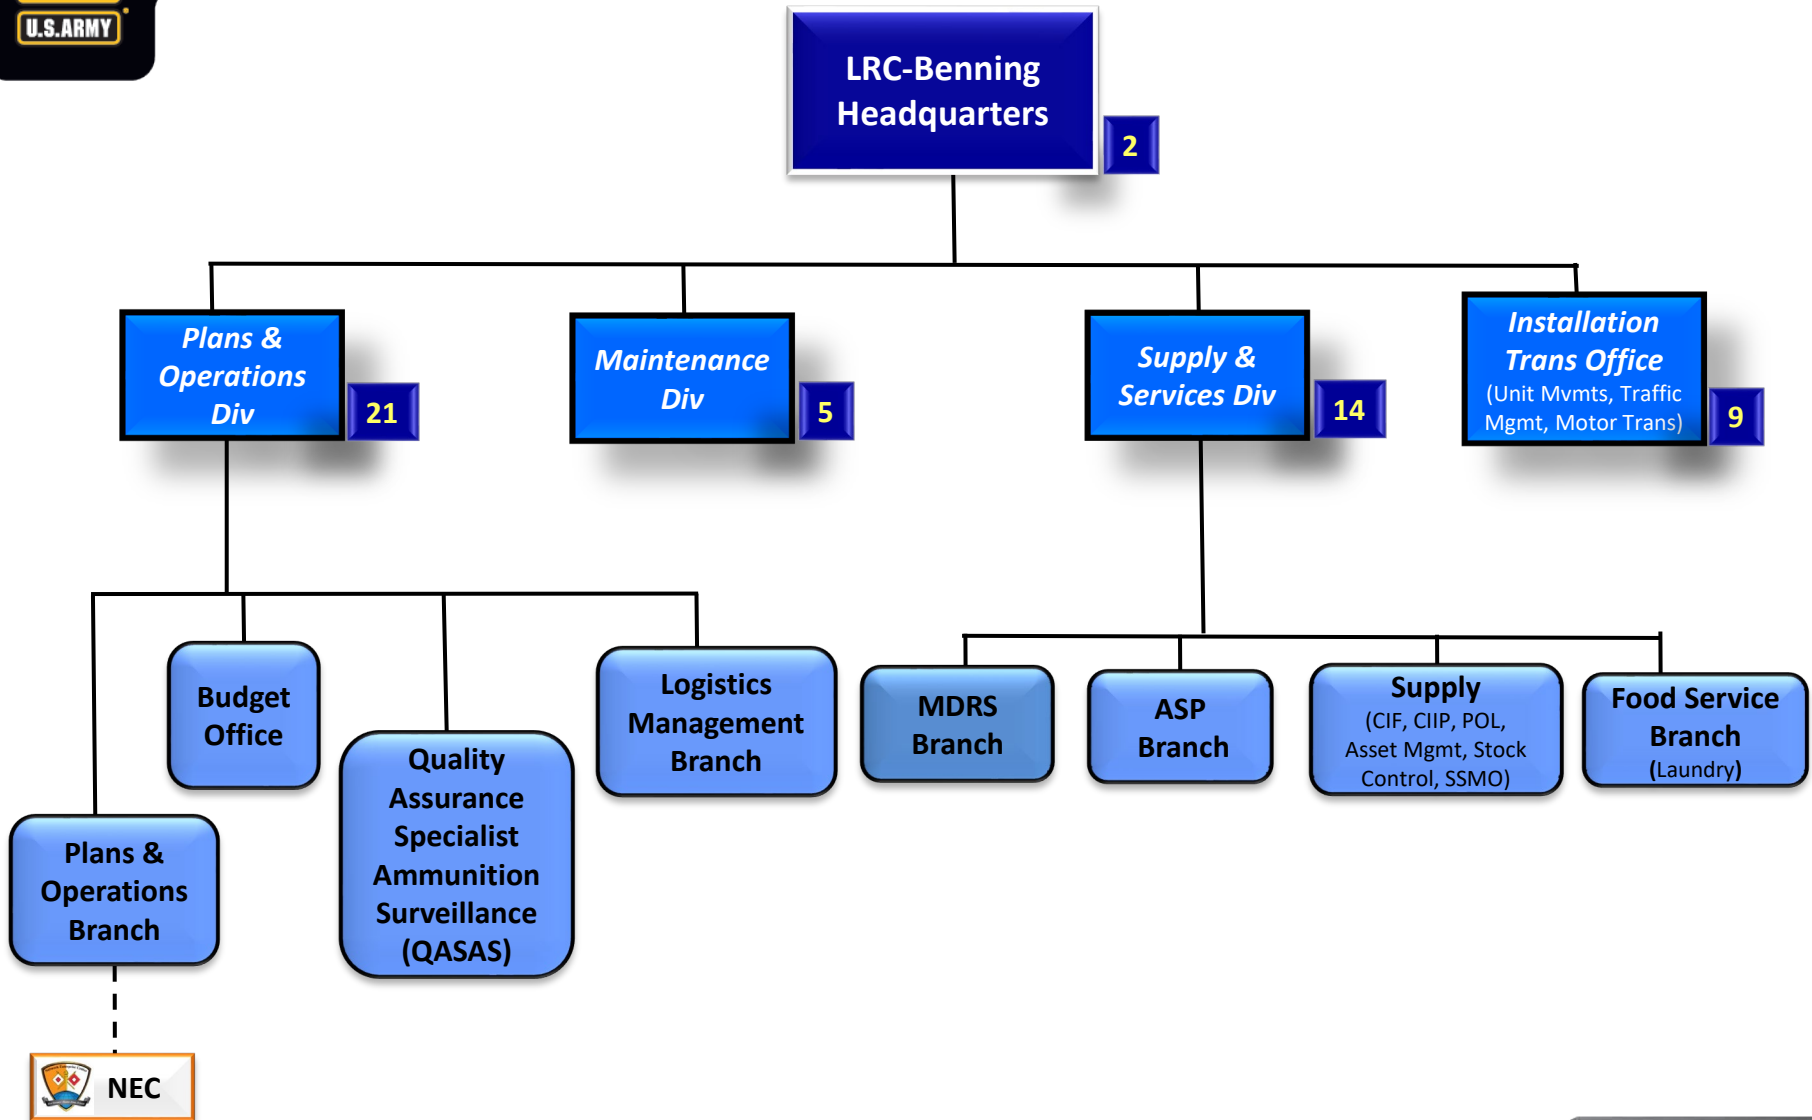 U.S.ARMY
LRC-Benning
Headquarters
2
Plans &
Operations
Div
21
Maintenance
Div
5
Supply &
Services Div
14
Installation
Trans Office
(Unit Mvmts, Traffic
Mgmt, Motor Trans)
9
Budget
Office
Quality
Assurance
Specialist
Ammunition
Surveillance
(QASAS)
Logistics
Management
Branch
MDRS
Branch
ASP
Branch
Supply
(CIF, CIIP, POL,
Asset Mgmt, Stock
Control, SSMO)
Food Service
Branch
(Laundry)
Plans &
Operations
Branch
NEC